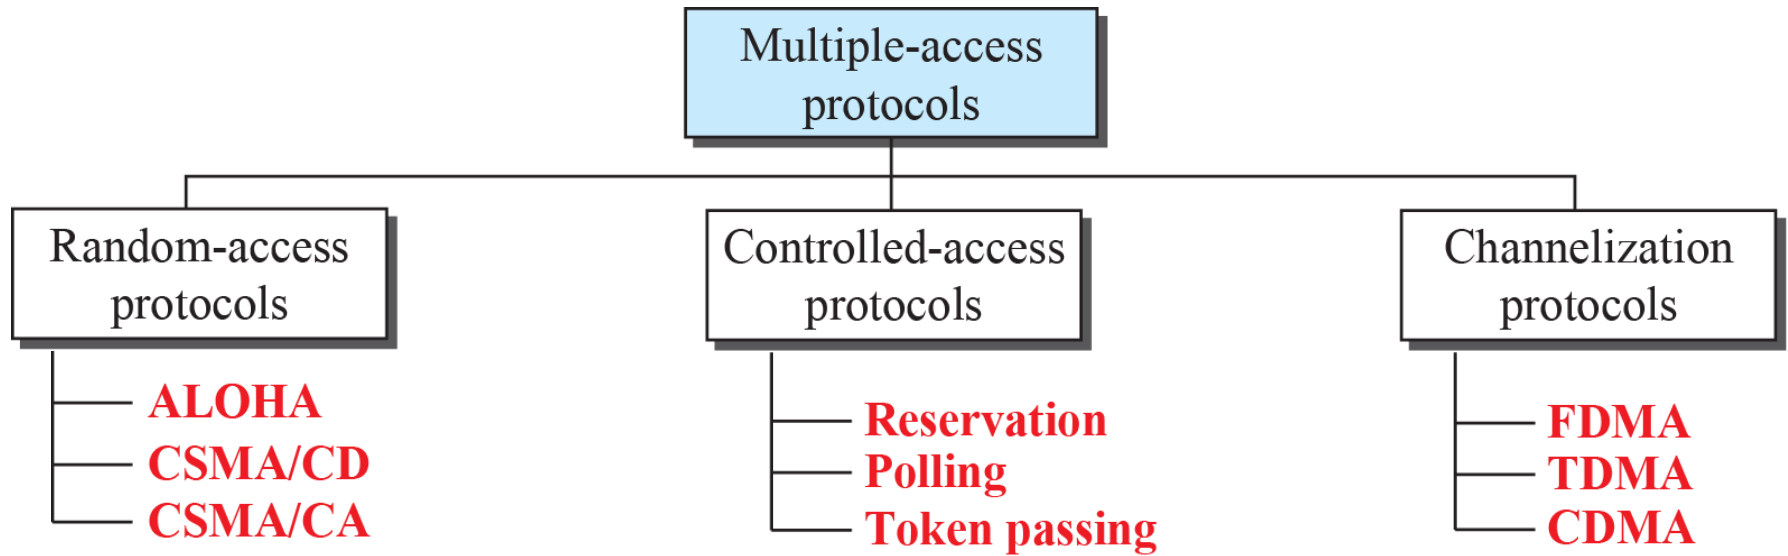 Multiple-access
protocols
Random-access
protocols
Controlled-access
protocols
Channelization
protocols
ALOHA
CSMA/CD
CSMA/CA
Reservation
Polling
Token passing
FDMA
TDMA
CDMA